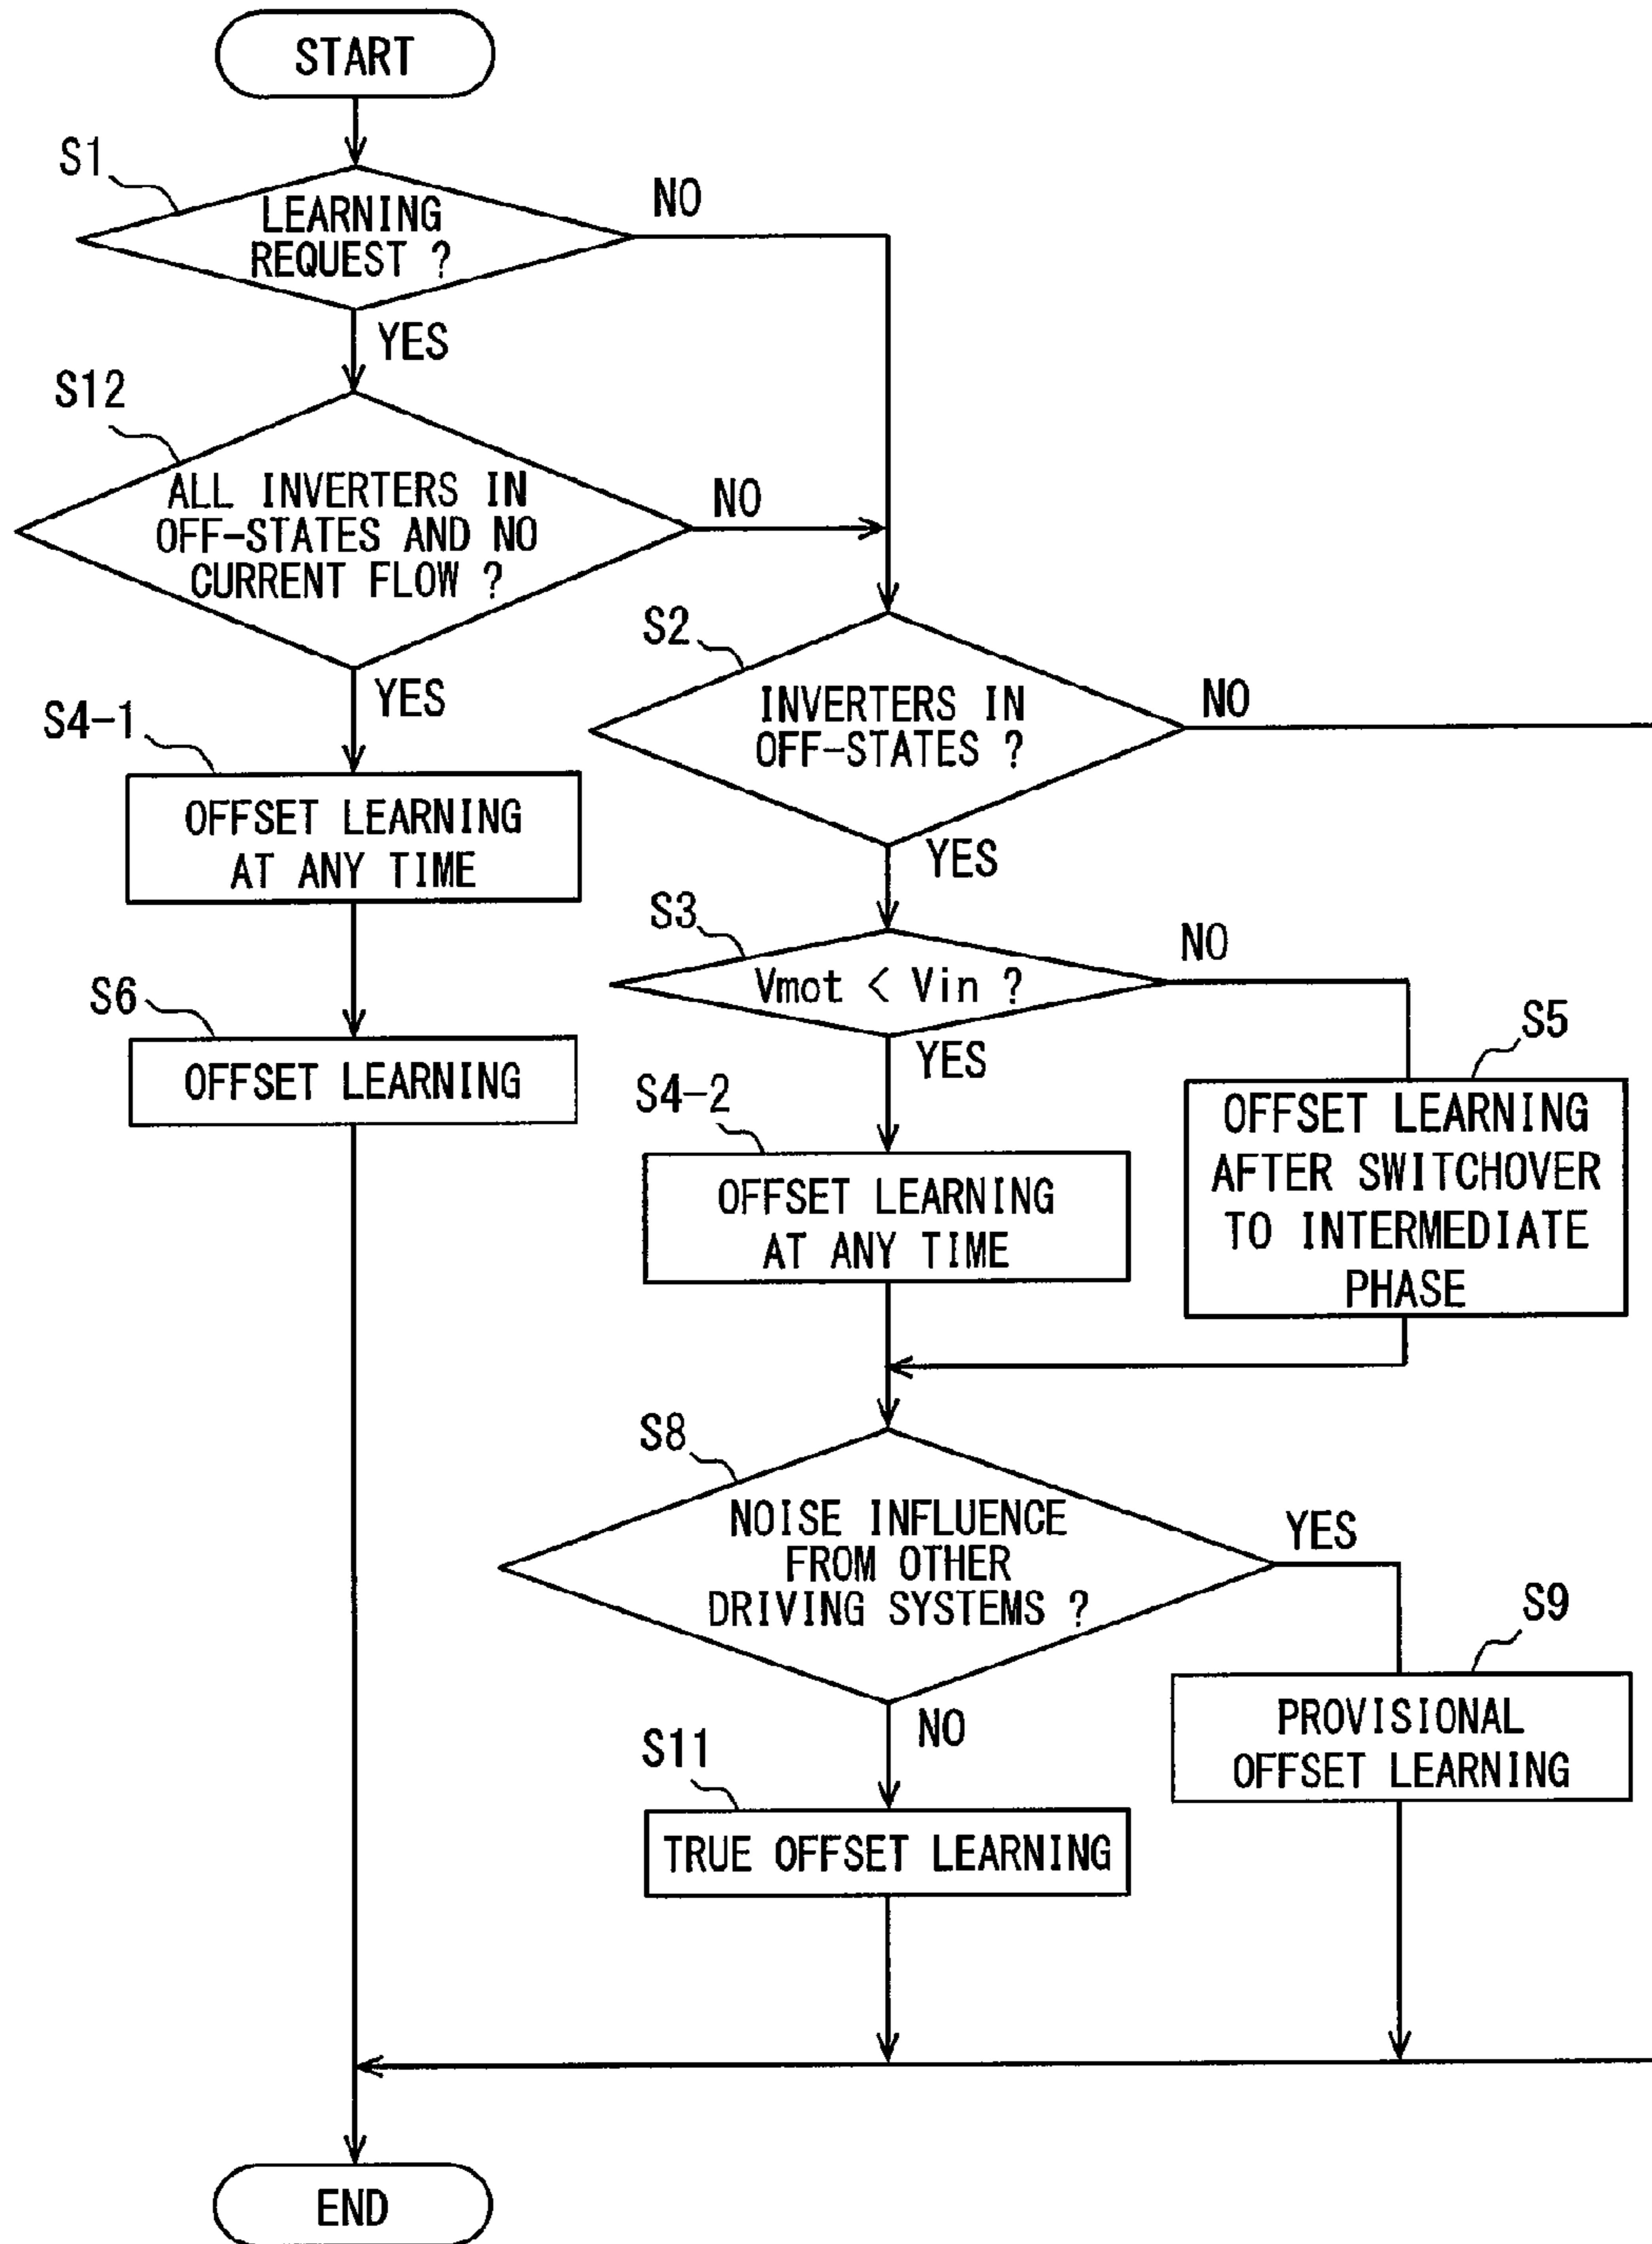 START
S1
LEARNING
REQUEST ?
NO
YES
S12
ALL INVERTERS IN
OFF-STATES AND NO
CURRENT FLOW ?
NO
YES
S4-1
OFFSET LEARNING
AT ANY TIME
S6
OFFSET LEARNING
S2
INVERTERS IN
OFF-STATES ?
NO
YES
S3
Vmot < Vin ?
NO
YES
S4-2
OFFSET LEARNING
AT ANY TIME
S5
OFFSET LEARNING
AFTER SWITCHOVER
TO INTERMEDIATE
PHASE
S8
NOISE INFLUENCE
FROM OTHER
DRIVING SYSTEMS ?
YES
NO
S9
PROVISIONAL
OFFSET LEARNING
S11
TRUE OFFSET LEARNING
END